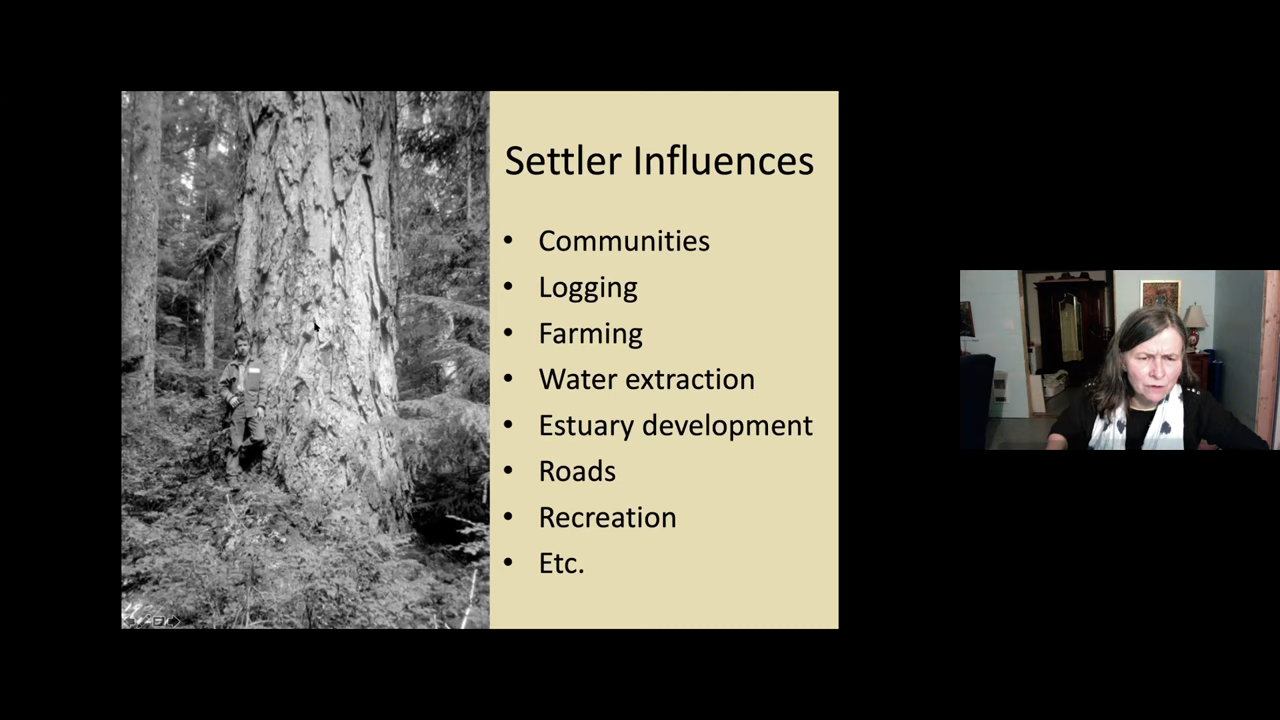 Settler Influences
• Communities
• Logging
• Farming
• Water extraction
• Estuary development
• Roads
• Recreation
• Etc.